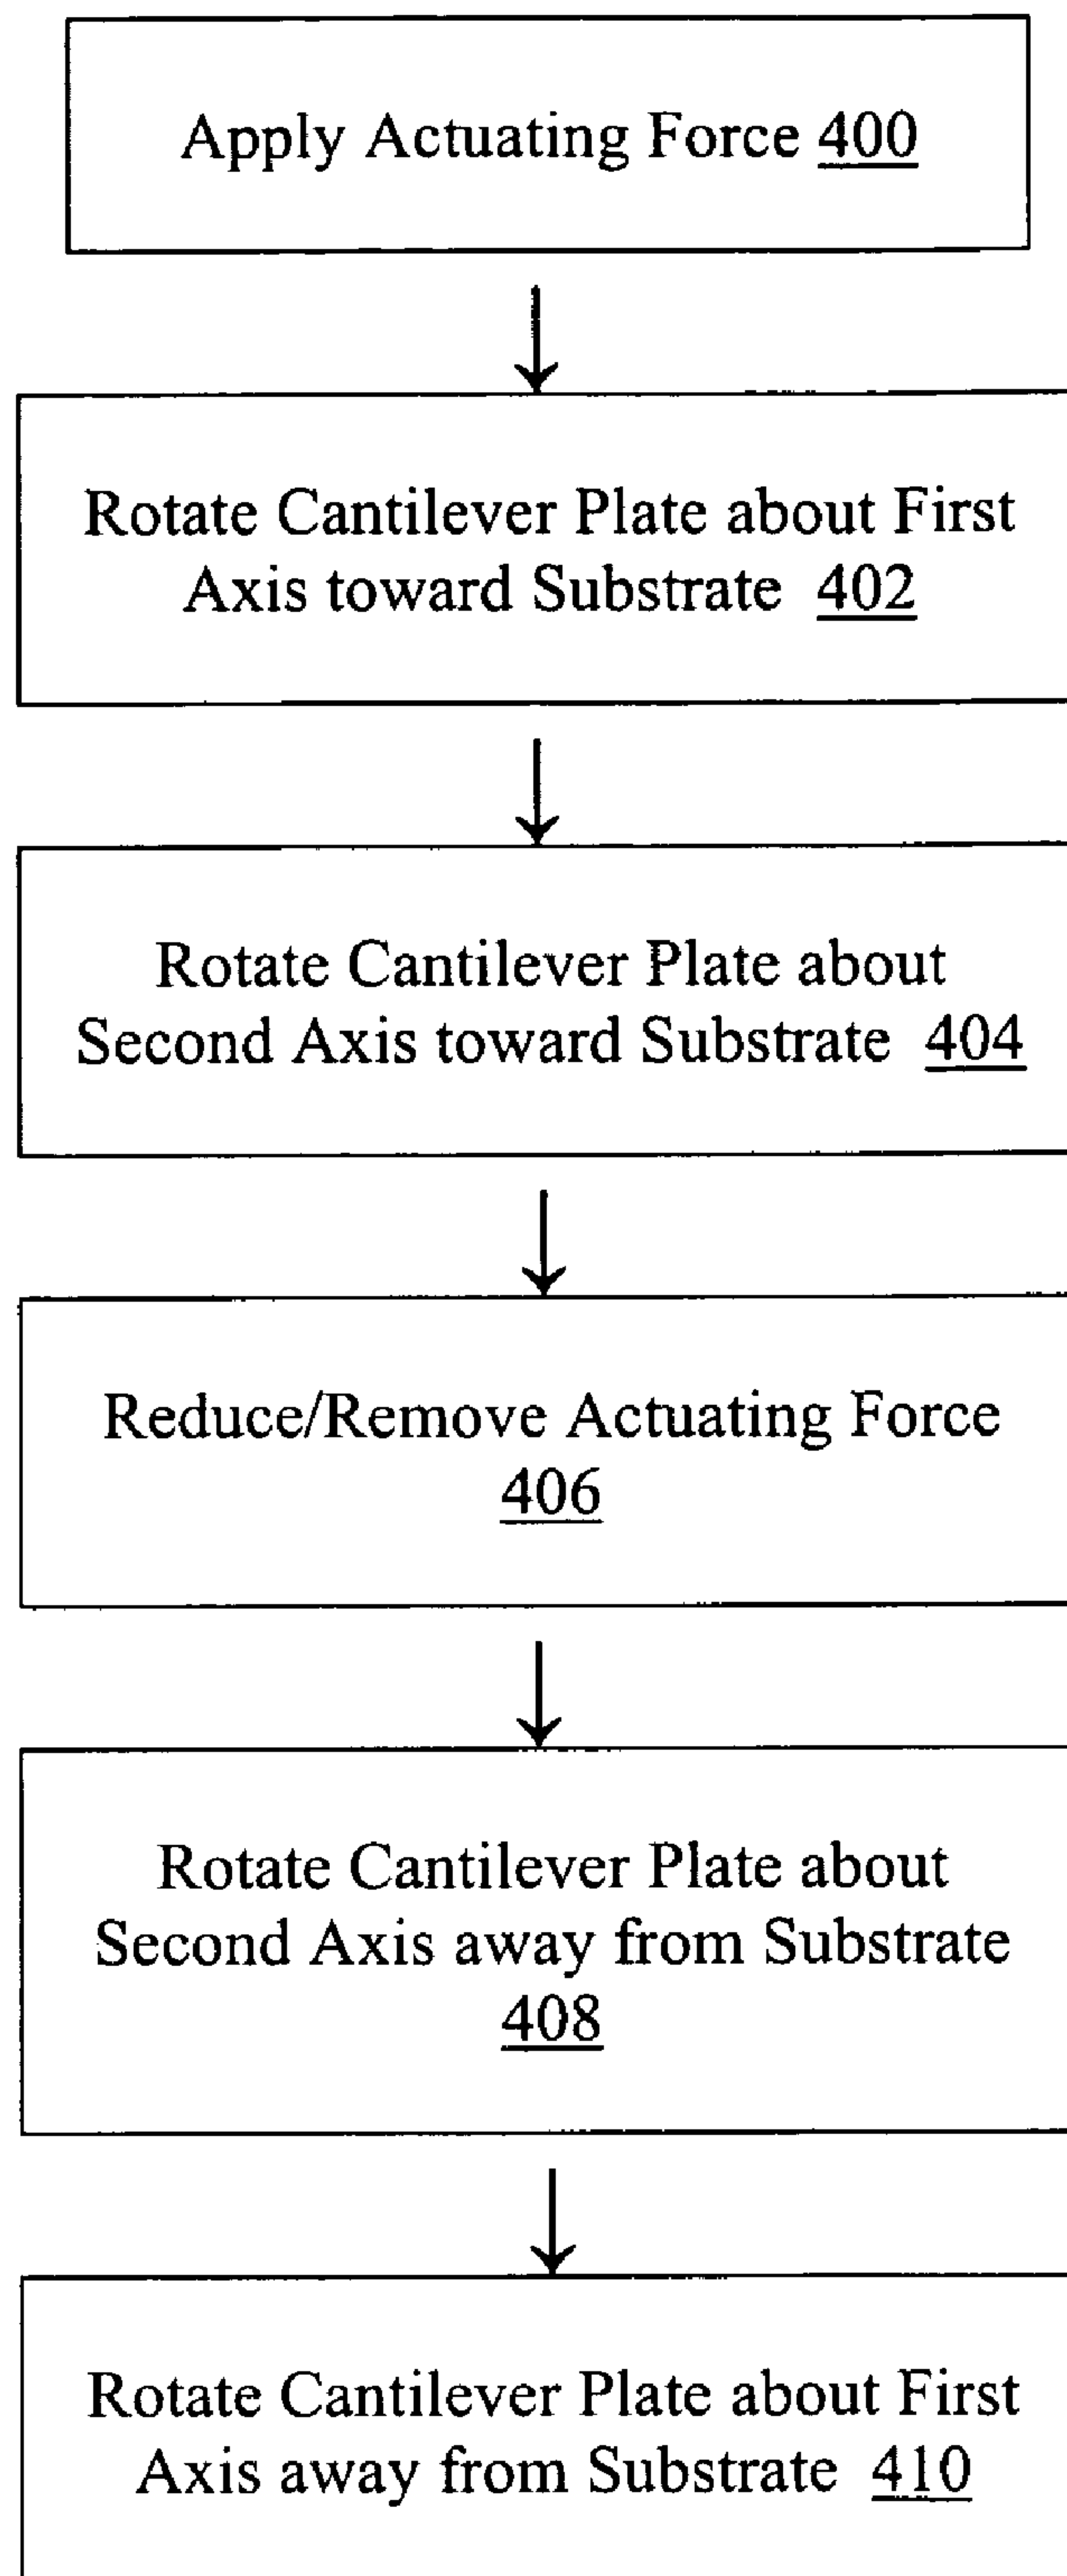 Apply Actuating Force 400
Rotate Cantilever Plate about First
Axis toward Substrate 402
Rotate Cantilever Plate about
Second Axis toward Substrate 404
Reduce/Remove Actuating Force
406
Rotate Cantilever Plate about
Second Axis away from Substrate
408
Rotate Cantilever Plate about First
Axis away from Substrate 410